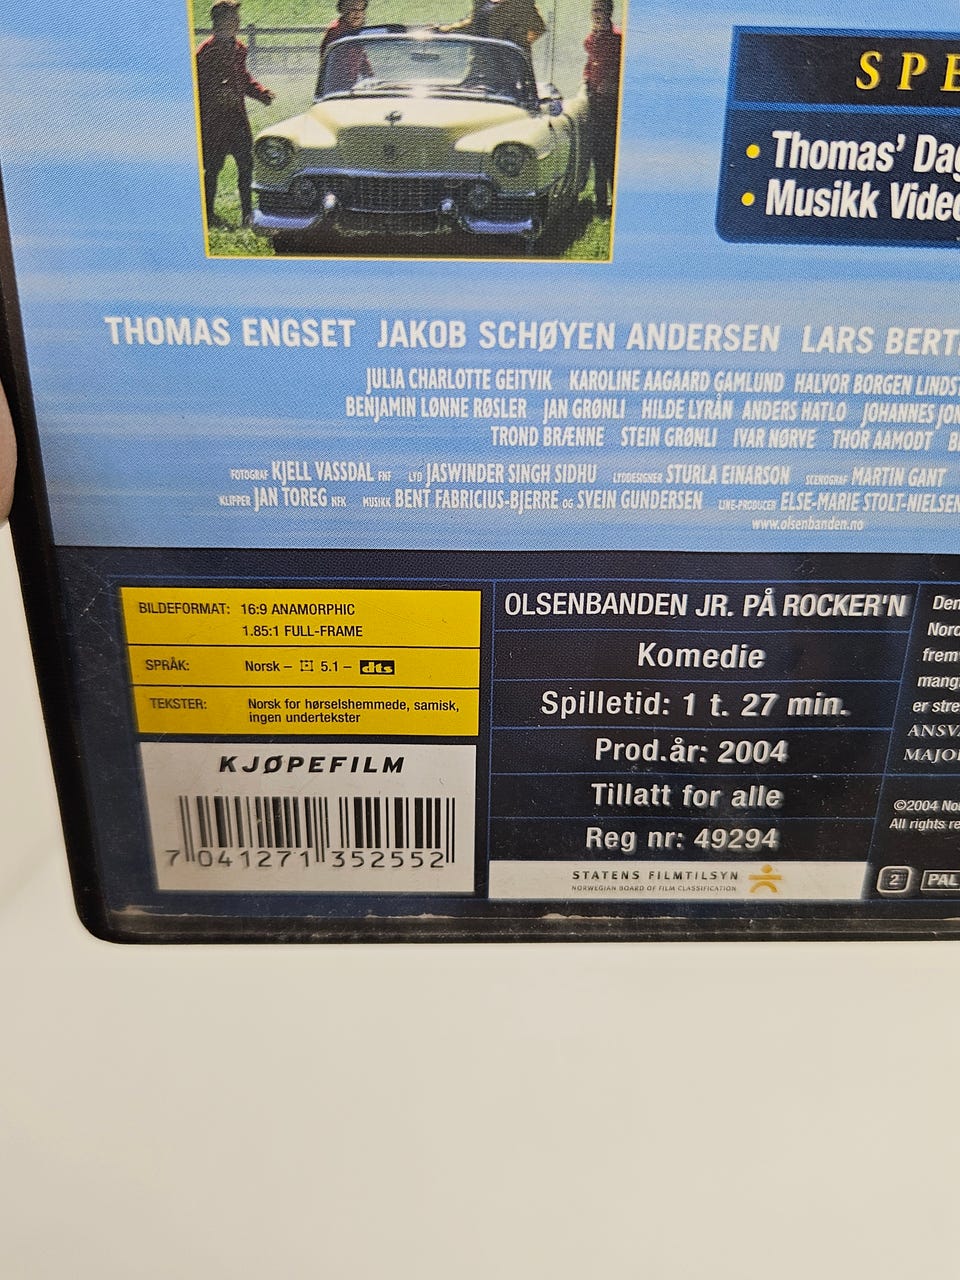 SPE
• Thomas' Dag
• Musikk Video
THOMAS ENGSET JAKOB SCHØYEN ANDERSEN LARS BERT
JULIA CHARLOTTE GEITVIK KAROLINE AAGAARD GAMLUND HALVOR BORGEN LINDST
BENJAMIN LØNNE RØSLER JAN GRØNLI HILDE LYRÅN ANDERS HATLO JOHANNES JON
TROND BRÆNNE STEIN GRØNLI IVAR NØRVE THOR AAMODT B
FOTOGRAF KJELL VASSDAL FNF LYD JASWINDER SINGH SIDHU LYDDESIGNER STURLA EINARSON SCENOGRAF MARTIN GANT
KLIPPER JAN TOREG NFK MUSIKK BENT FABRICIUS-BJERRE OG SVEIN GUNDERSEN LINE-PRODUCER ELSE-MARIE STOLT-NIELSEN
www.olsenbanden.no
BILDEFORMAT: 16:9 ANAMORPHIC
1.85:1 FULL-FRAME
SPRÅK: Norsk – 5.1 – dts
TEKSTER: Norsk for hørselshemmede, samisk,
ingen undertekster
KJØPEFILM
7 041271 352552
OLSENBANDEN JR. PÅ ROCKER'N
Komedie
Spilletid: 1 t. 27 min.
Prod.år: 2004
Tillatt for alle
Reg nr: 49294
STATENS FILMTILSYN
NORWEGIAN BOARD OF FILM CLASSIFICATION
Den
Nord
frem
mang
er stre
ANSVA
MAJOR
©2004 No
All rights re
2 PAL